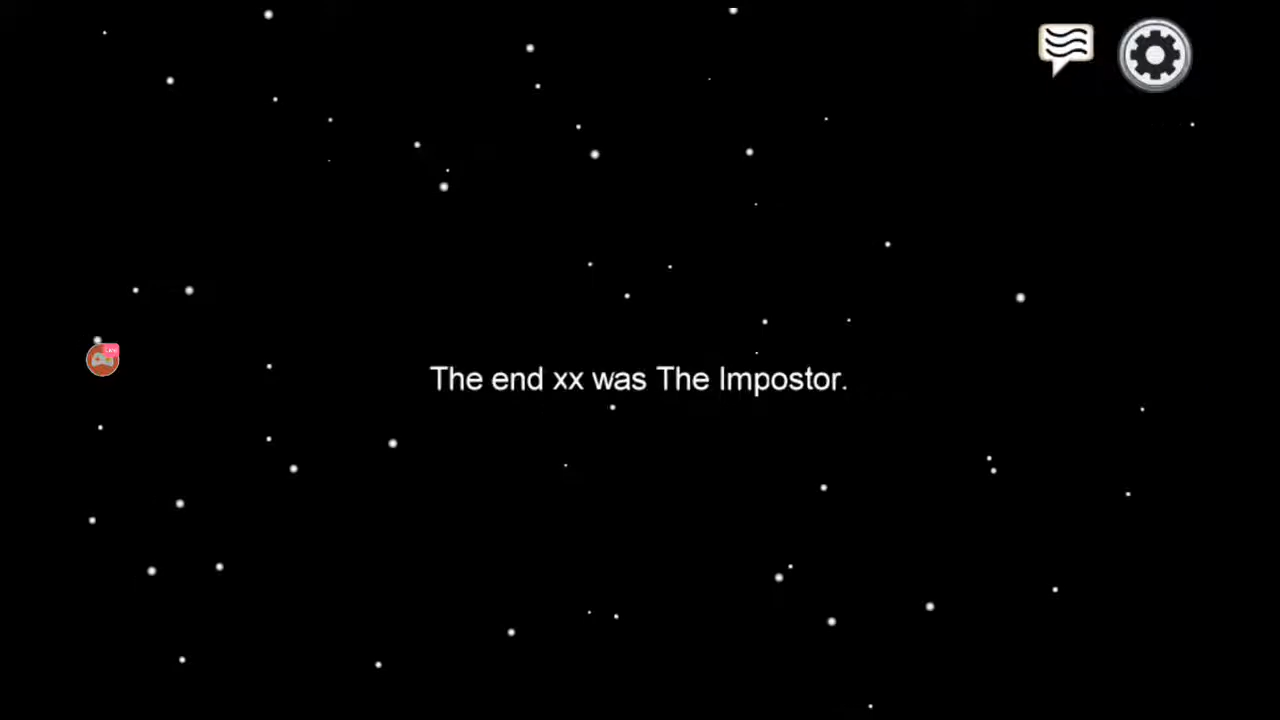 The end xx was The Impostor.